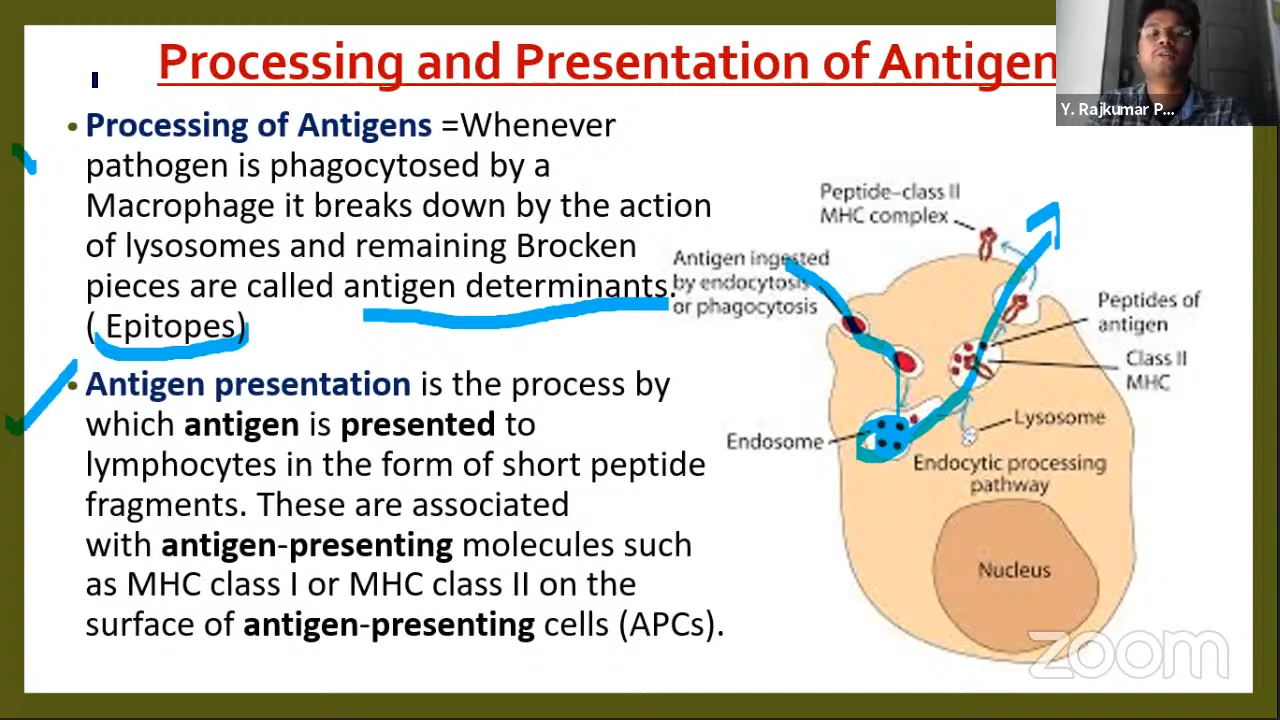 Processing and Presentation of Antigen
Y. Rajkumar P...
• Processing of Antigens =Whenever
pathogen is phagocytosed by a
Macrophage it breaks down by the action
of lysosomes and remaining Brocken
pieces are called antigen determinants.
( Epitopes)
• Antigen presentation is the process by
which antigen is presented to
lymphocytes in the form of short peptide
fragments. These are associated
with antigen-presenting molecules such
as MHC class I or MHC class II on the
surface of antigen-presenting cells (APCs).
Peptide–class II
MHC complex
Antigen ingested
by endocytosis
or phagocytosis
Peptides of
antigen
Class II
MHC
Lysosome
Endosome
Endocytic processing
pathway
Nucleus
zoom